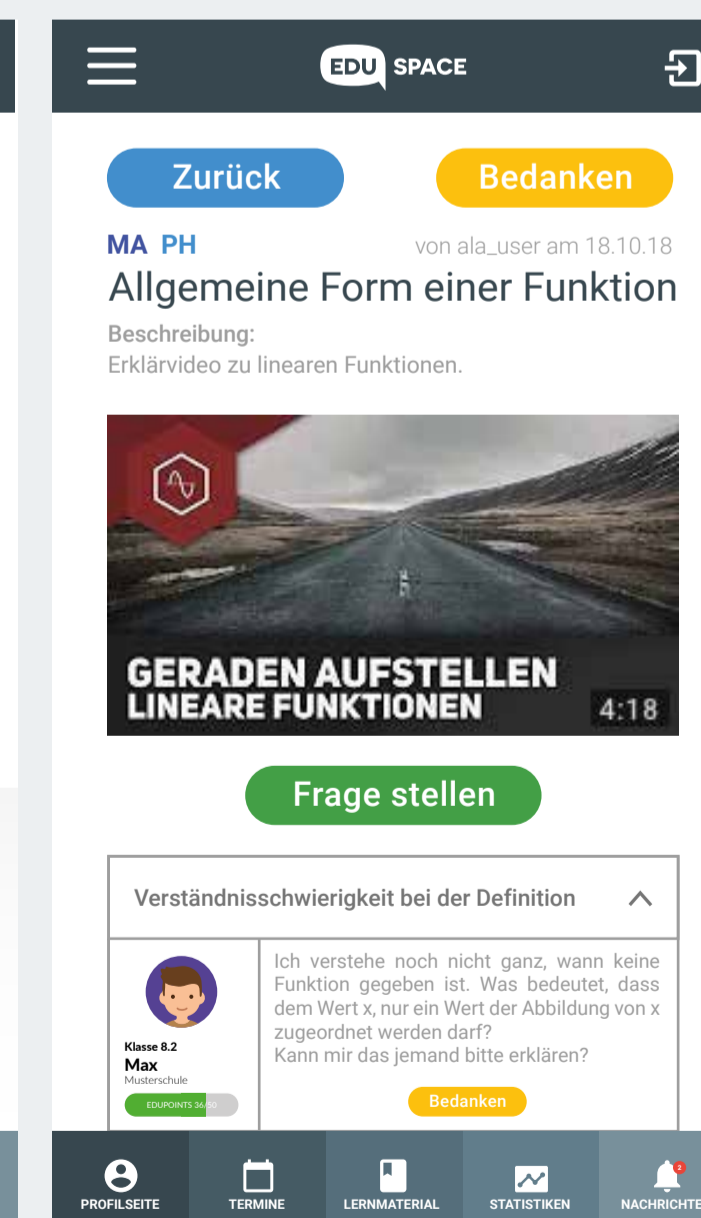 EDU SPACE
Zurück
Bedanken
MA PH
von ala_user am 18.10.18
Allgemeine Form einer Funktion
Beschreibung:
Erklärvideo zu linearen Funktionen.
GERADEN AUFSTELLEN
LINEARE FUNKTIONEN
4:18
Frage stellen
Verständnisschwierigkeit bei der Definition
Klasse 8.2
Max
Musterschule
EDUPOINTS 36/50
Ich verstehe noch nicht ganz, wann keine
Funktion gegeben ist. Was bedeutet, dass
dem Wert x, nur ein Wert der Abbildung von x
zugeordnet werden darf?
Kann mir das jemand bitte erklären?
Bedanken
PROFILSEITE
TERMINE
LERNMATERIAL
STATISTIKEN
2
NACHRICHTE